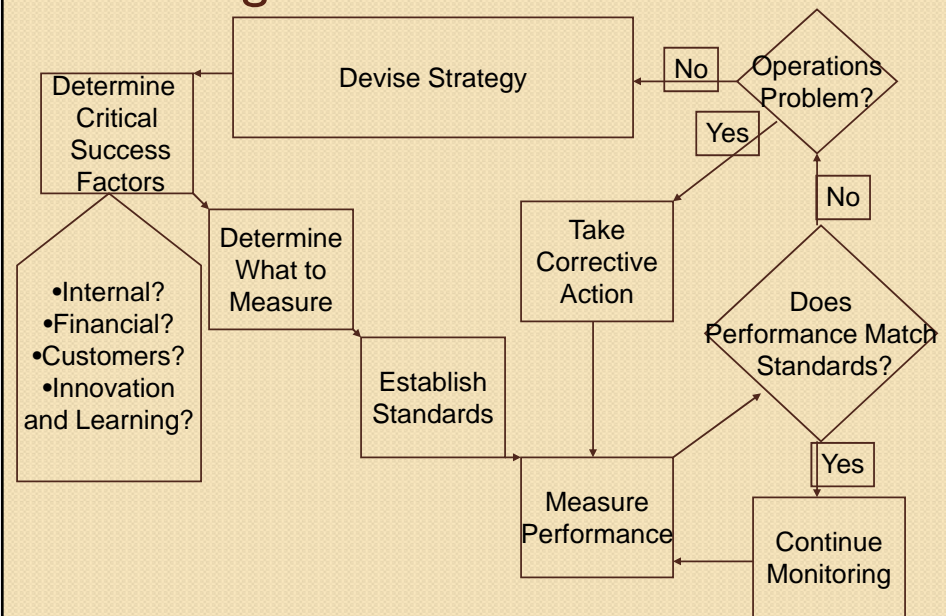 Devise Strategy
No
Operations
Problem?
Yes
Determine
Critical
Success
Factors
No
Determine
What to
Measure
Take
Corrective
Action
•Internal?
•Financial?
•Customers?
•Innovation
and Learning?
Does
Performance Match
Standards?
Establish
Standards
Yes
Measure
Performance
Continue
Monitoring